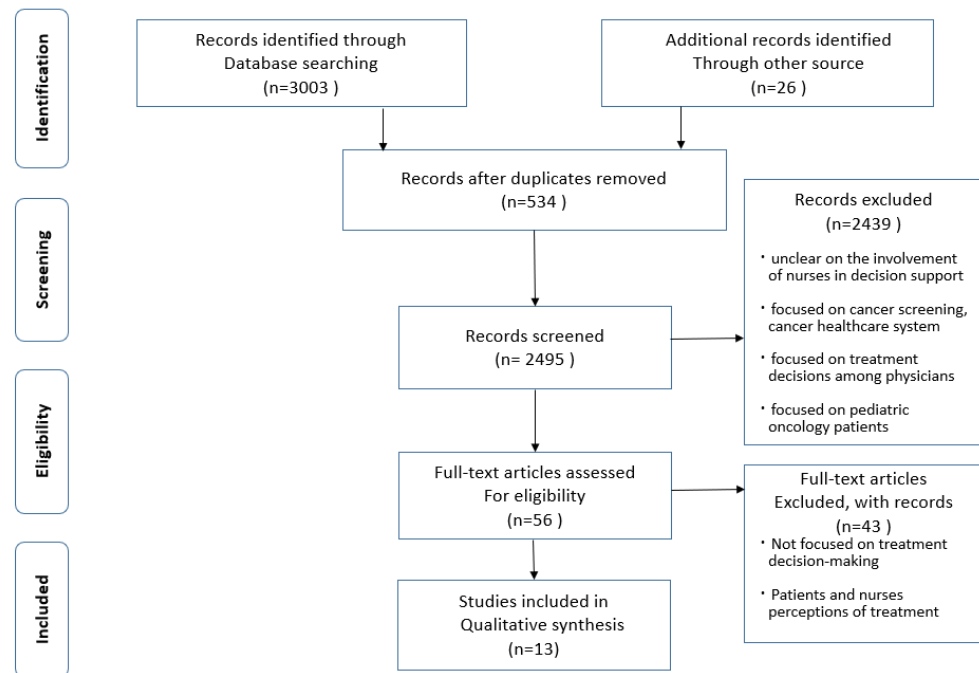 Identification
Records identified through
Database searching
(n=3003 )
Additional records identified
Through other source
(n=26 )
Records after duplicates removed
(n=534 )
Screening
Records excluded
(n=2439 )
・unclear on the involvement
of nurses in decision support
・focused on cancer screening,
cancer healthcare system
・focused on treatment
decisions among physicians
・focused on pediatric
oncology patients
Records screened
(n= 2495 )
Eligibility
Full-text articles assessed
For eligibility
(n=56 )
Full-text articles
Excluded, with records
(n=43 )
・Not focused on treatment
decision-making
・Patients and nurses
perceptions of treatment
Included
Studies included in
Qualitative synthesis
(n=13)